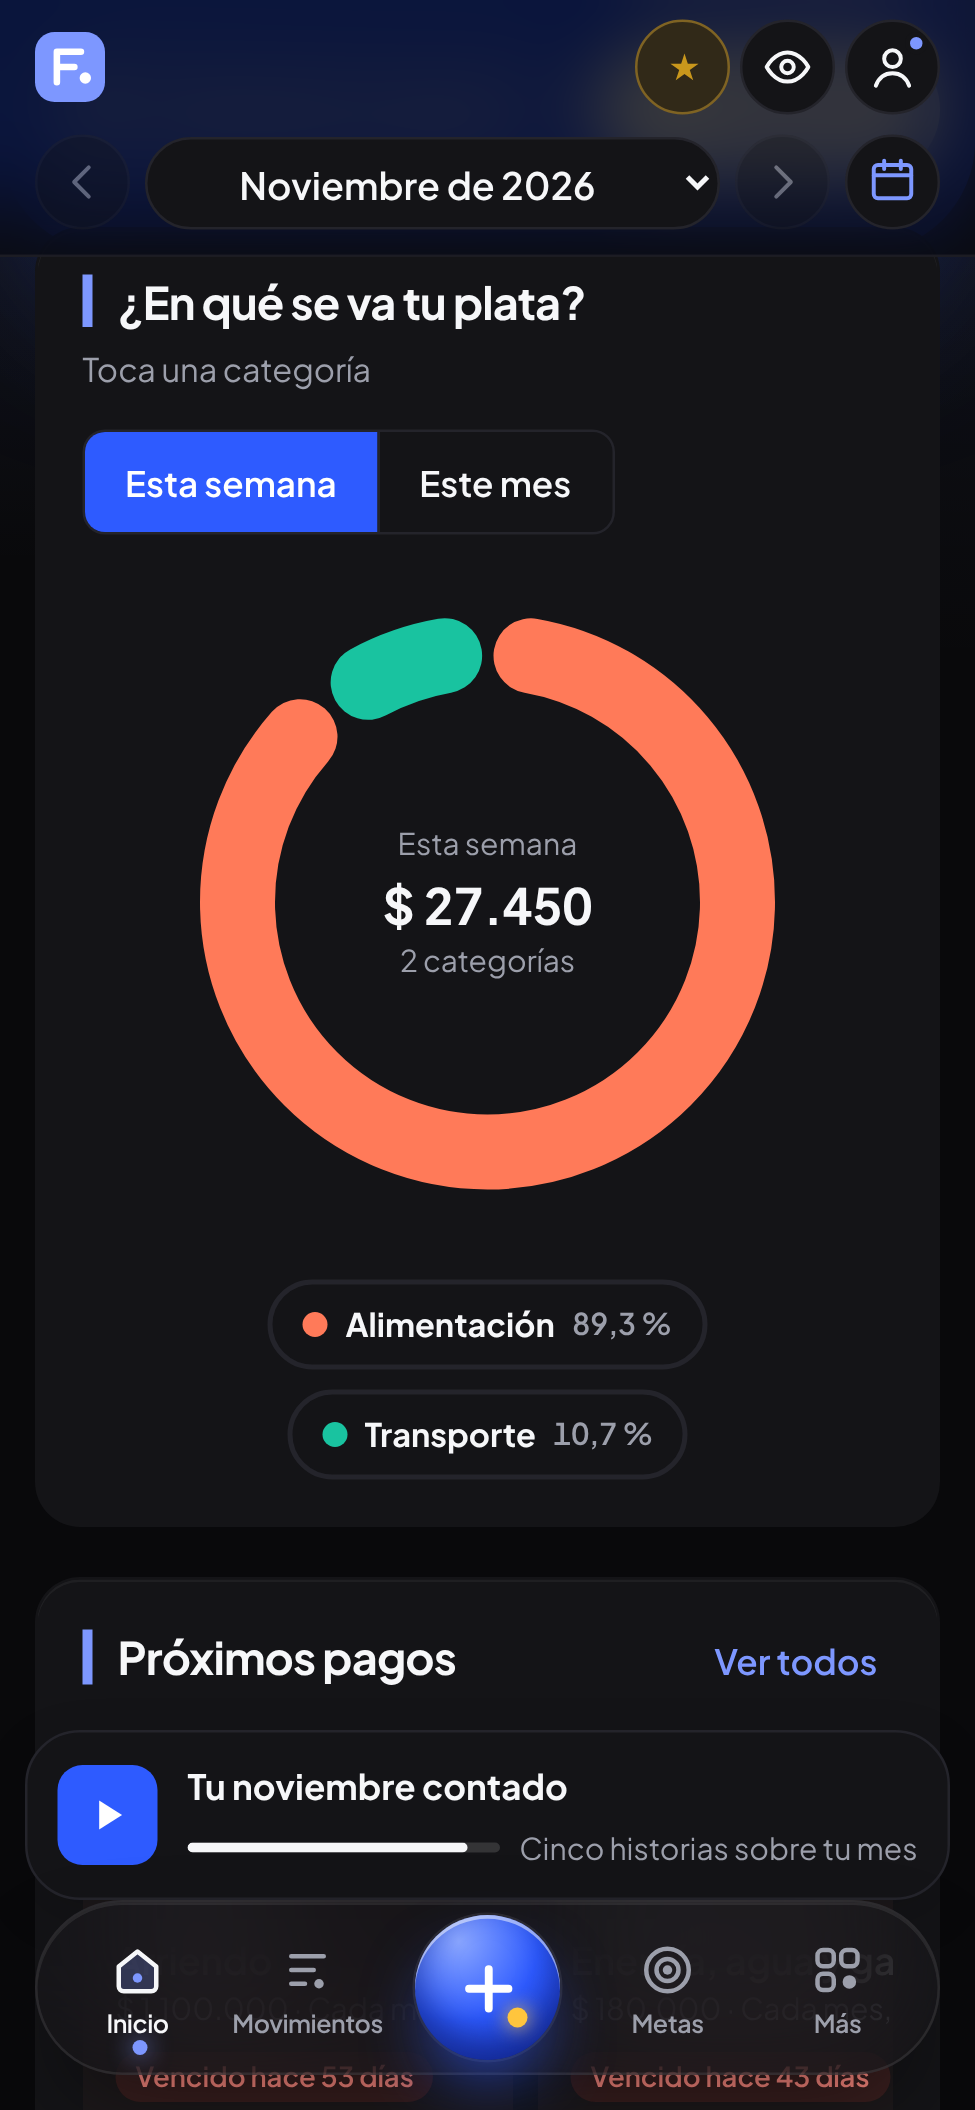 F.
Noviembre de 2026
¿En qué se va tu plata?
Toca una categoría
Esta semana
Este mes
Esta semana
$ 27.450
2 categorías
Alimentación 89,3 %
Transporte 10,7 %
Próximos pagos
Ver todos
Tu noviembre contado
Cinco historias sobre tu mes
Inicio
Movimientos
Metas
Más
Vencido hace 53 días
Vencido hace 43 días